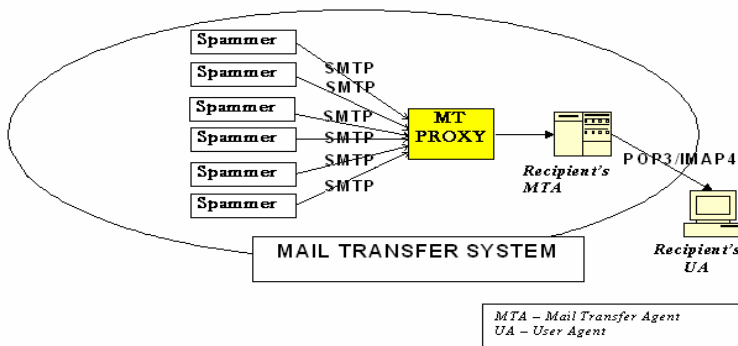 Spammer
Spammer
Spammer
Spammer
Spammer
Spammer
SMTP
SMTP
SMTP
SMTP
SMTP
SMTP
MT
PROXY
Recipient's
MTA
POP3/IMAP4
Recipient's
UA
MAIL TRANSFER SYSTEM
MTA – Mail Transfer Agent
UA – User Agent